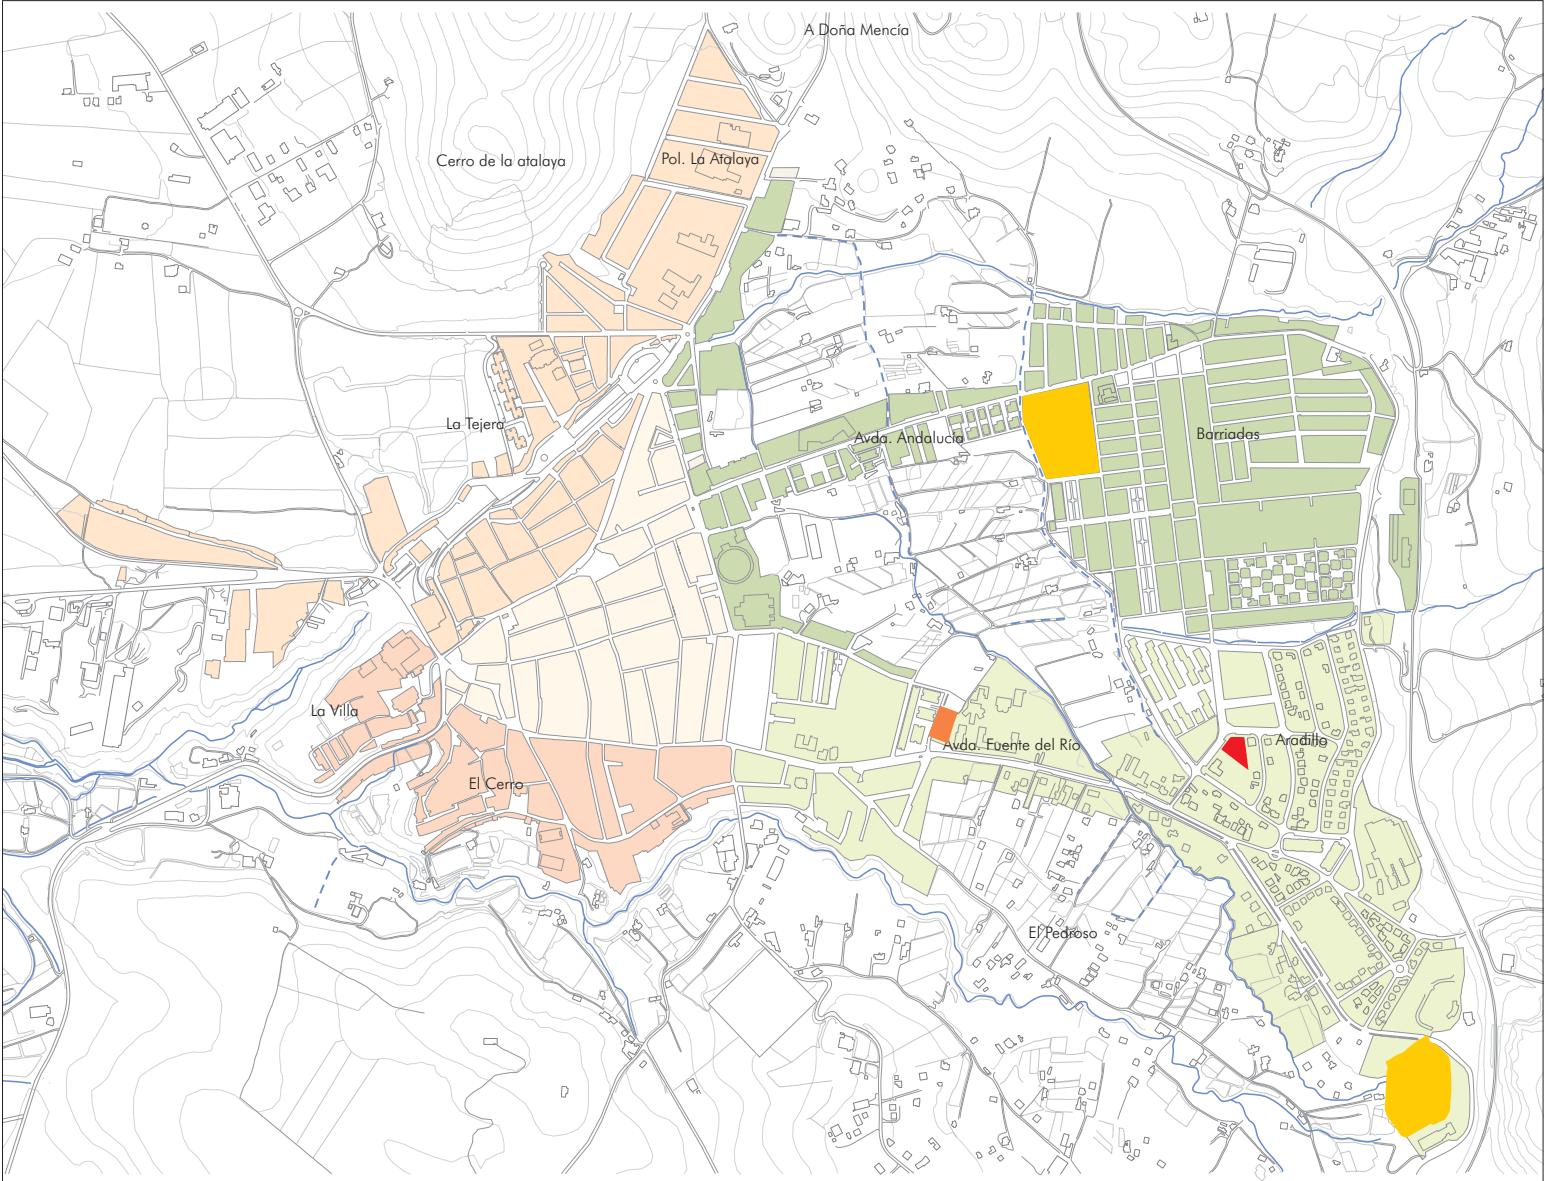 A Doña Mencía
Cerro de la atalaya
Pol. La Atalaya
La Tejera
Avda. Andalucía
Barriadas
La Villa
Aradillo
Avda. Fuente del Río
El Cerro
El Pedroso